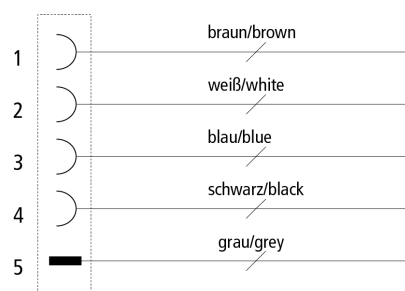 1 braun/brown
2 weiß/white
3 blau/blue
4 schwarz/black
5 grau/grey